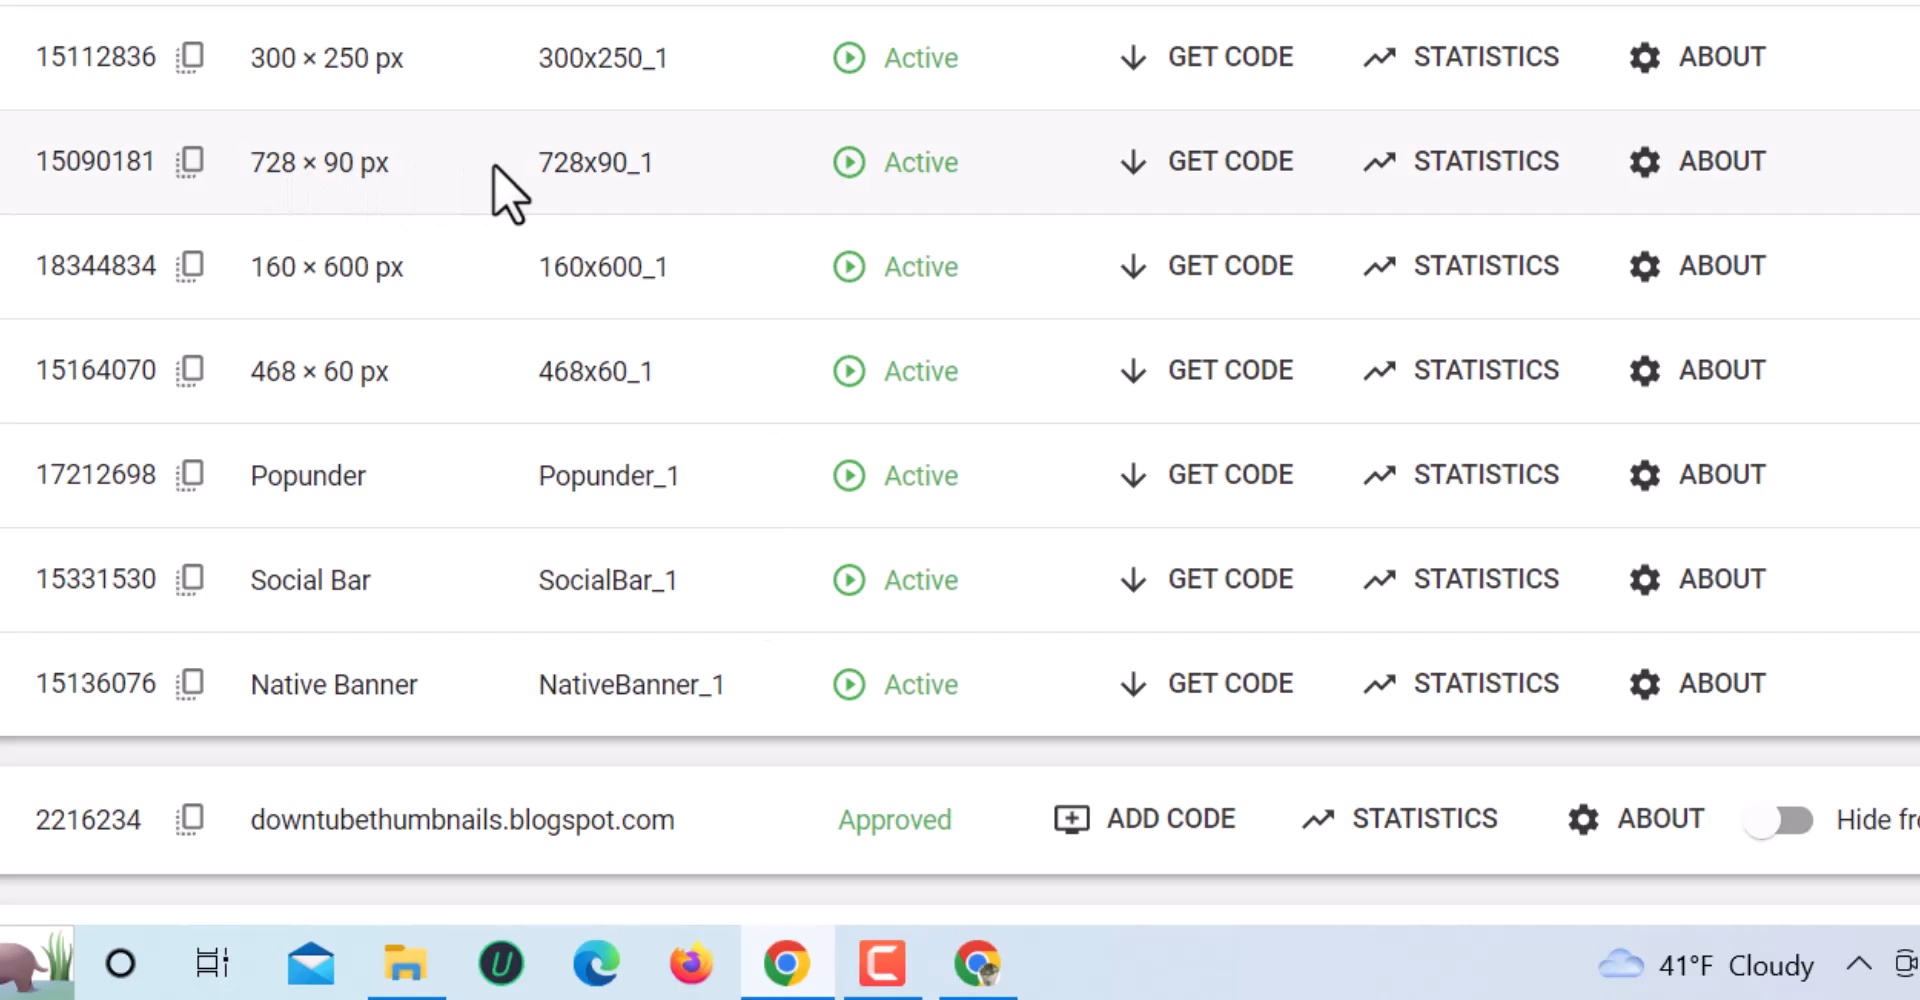 15112836 300 × 250 px 300x250_1 Active GET CODE STATISTICS ABOUT
15090181 728 × 90 px 728x90_1 Active GET CODE STATISTICS ABOUT
18344834 160 × 600 px 160x600_1 Active GET CODE STATISTICS ABOUT
15164070 468 × 60 px 468x60_1 Active GET CODE STATISTICS ABOUT
17212698 Popunder Popunder_1 Active GET CODE STATISTICS ABOUT
15331530 Social Bar SocialBar_1 Active GET CODE STATISTICS ABOUT
15136076 Native Banner NativeBanner_1 Active GET CODE STATISTICS ABOUT
2216234 downtubethumbnails.blogspot.com Approved ADD CODE STATISTICS ABOUT Hide fr
41°F Cloudy